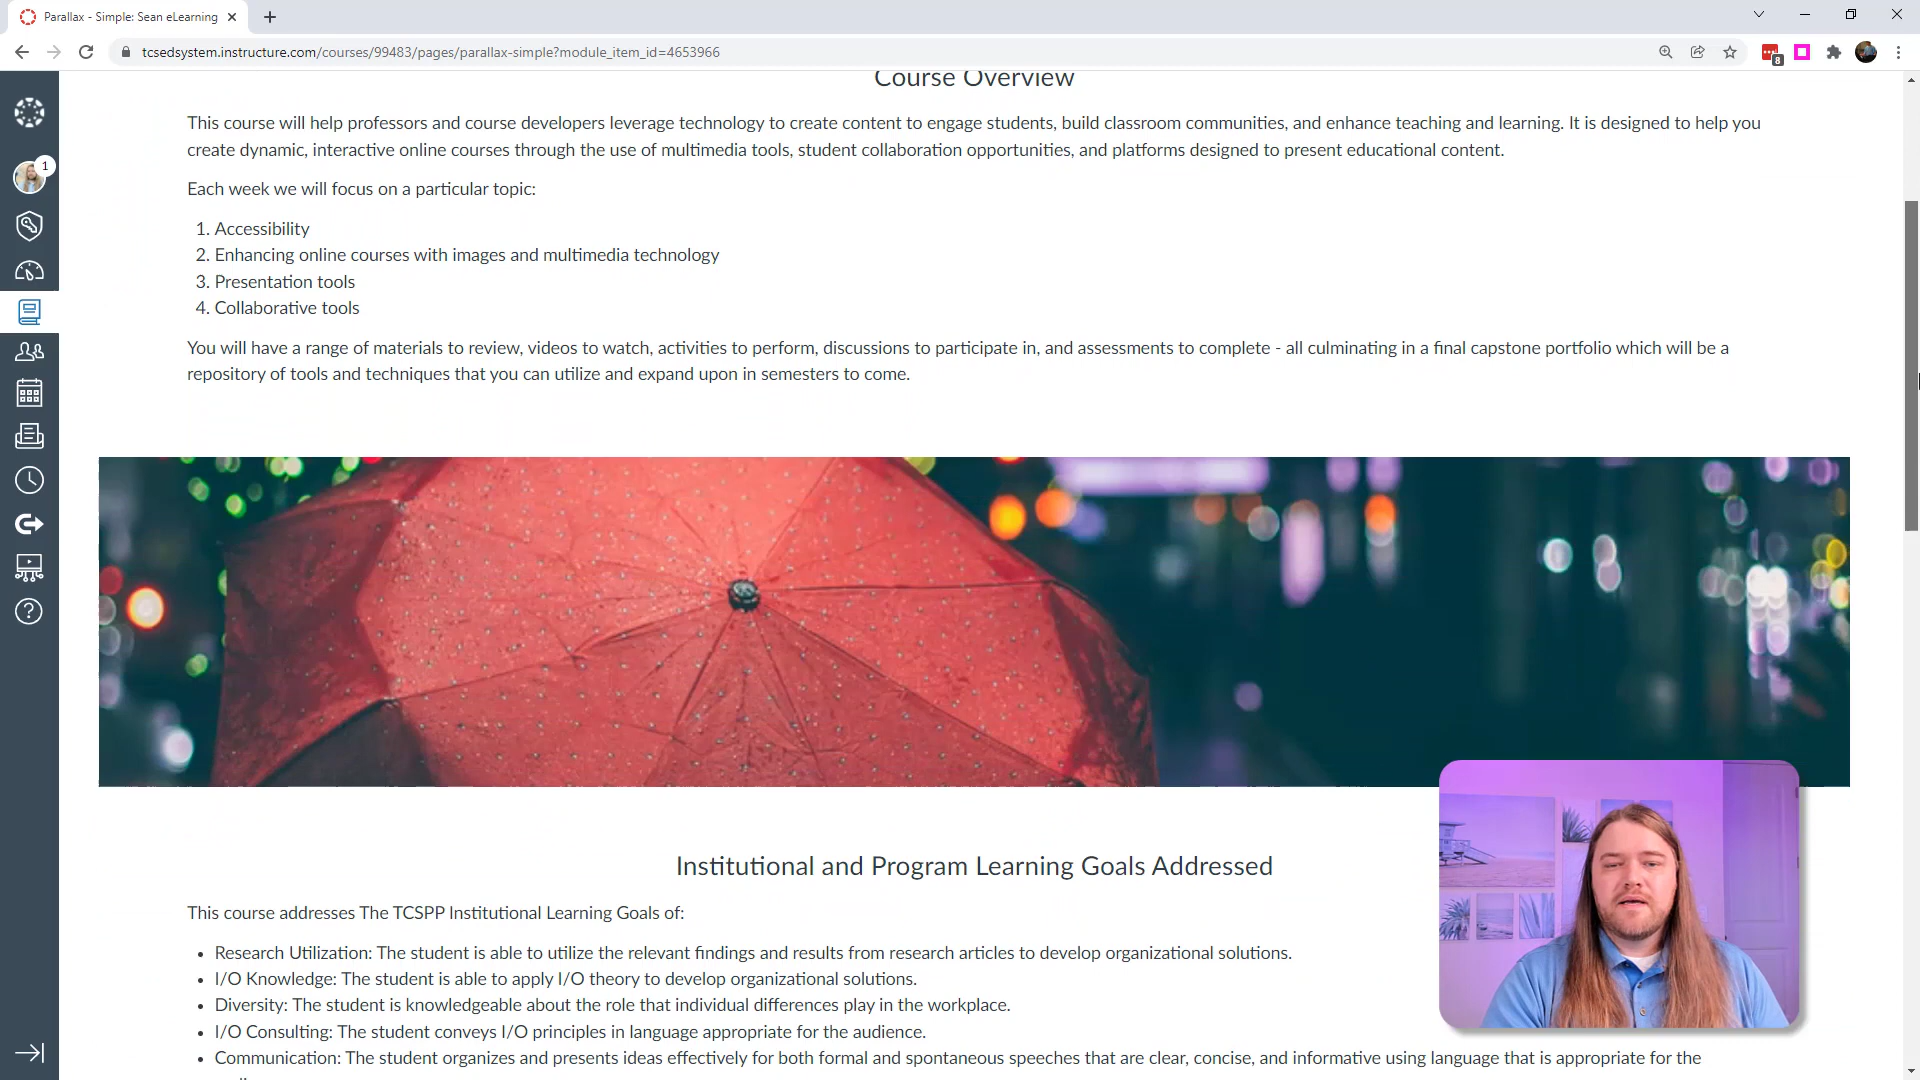 Parallax - Simple: Sean eLearning
tcsedsystem.instructure.com/courses/99483/pages/parallax-simple?module_item_id=4653966
8
1
Course Overview
This course will help professors and course developers leverage technology to create content to engage students, build classroom communities, and enhance teaching and learning. It is designed to help you
create dynamic, interactive online courses through the use of multimedia tools, student collaboration opportunities, and platforms designed to present educational content.
Each week we will focus on a particular topic:
1. Accessibility
2. Enhancing online courses with images and multimedia technology
3. Presentation tools
4. Collaborative tools
You will have a range of materials to review, videos to watch, activities to perform, discussions to participate in, and assessments to complete - all culminating in a final capstone portfolio which will be a
repository of tools and techniques that you can utilize and expand upon in semesters to come.
Institutional and Program Learning Goals Addressed
This course addresses The TCSPP Institutional Learning Goals of:
• Research Utilization: The student is able to utilize the relevant findings and results from research articles to develop organizational solutions.
• I/O Knowledge: The student is able to apply I/O theory to develop organizational solutions.
• Diversity: The student is knowledgeable about the role that individual differences play in the workplace.
• I/O Consulting: The student conveys I/O principles in language appropriate for the audience.
• Communication: The student organizes and presents ideas effectively for both formal and spontaneous speeches that are clear, concise, and informative using language that is appropriate for the